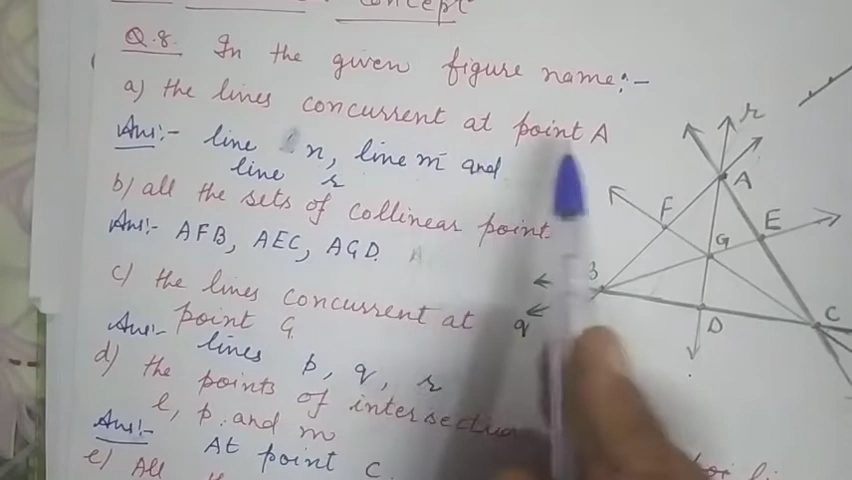 Concept
Q.8. In the given figure name:-
a) the lines concurrent at point A
Ans:- line n, line m and
line r
b) all the sets of collinear point.
Ans:- AFB, AEC, AGD.
c) the lines concurrent at
point G
Ans:- lines p, q, r
d) the points of intersection
l, p and m
Ans:- At point C.
e) All
r
A
F
E
G
B
D
C
q